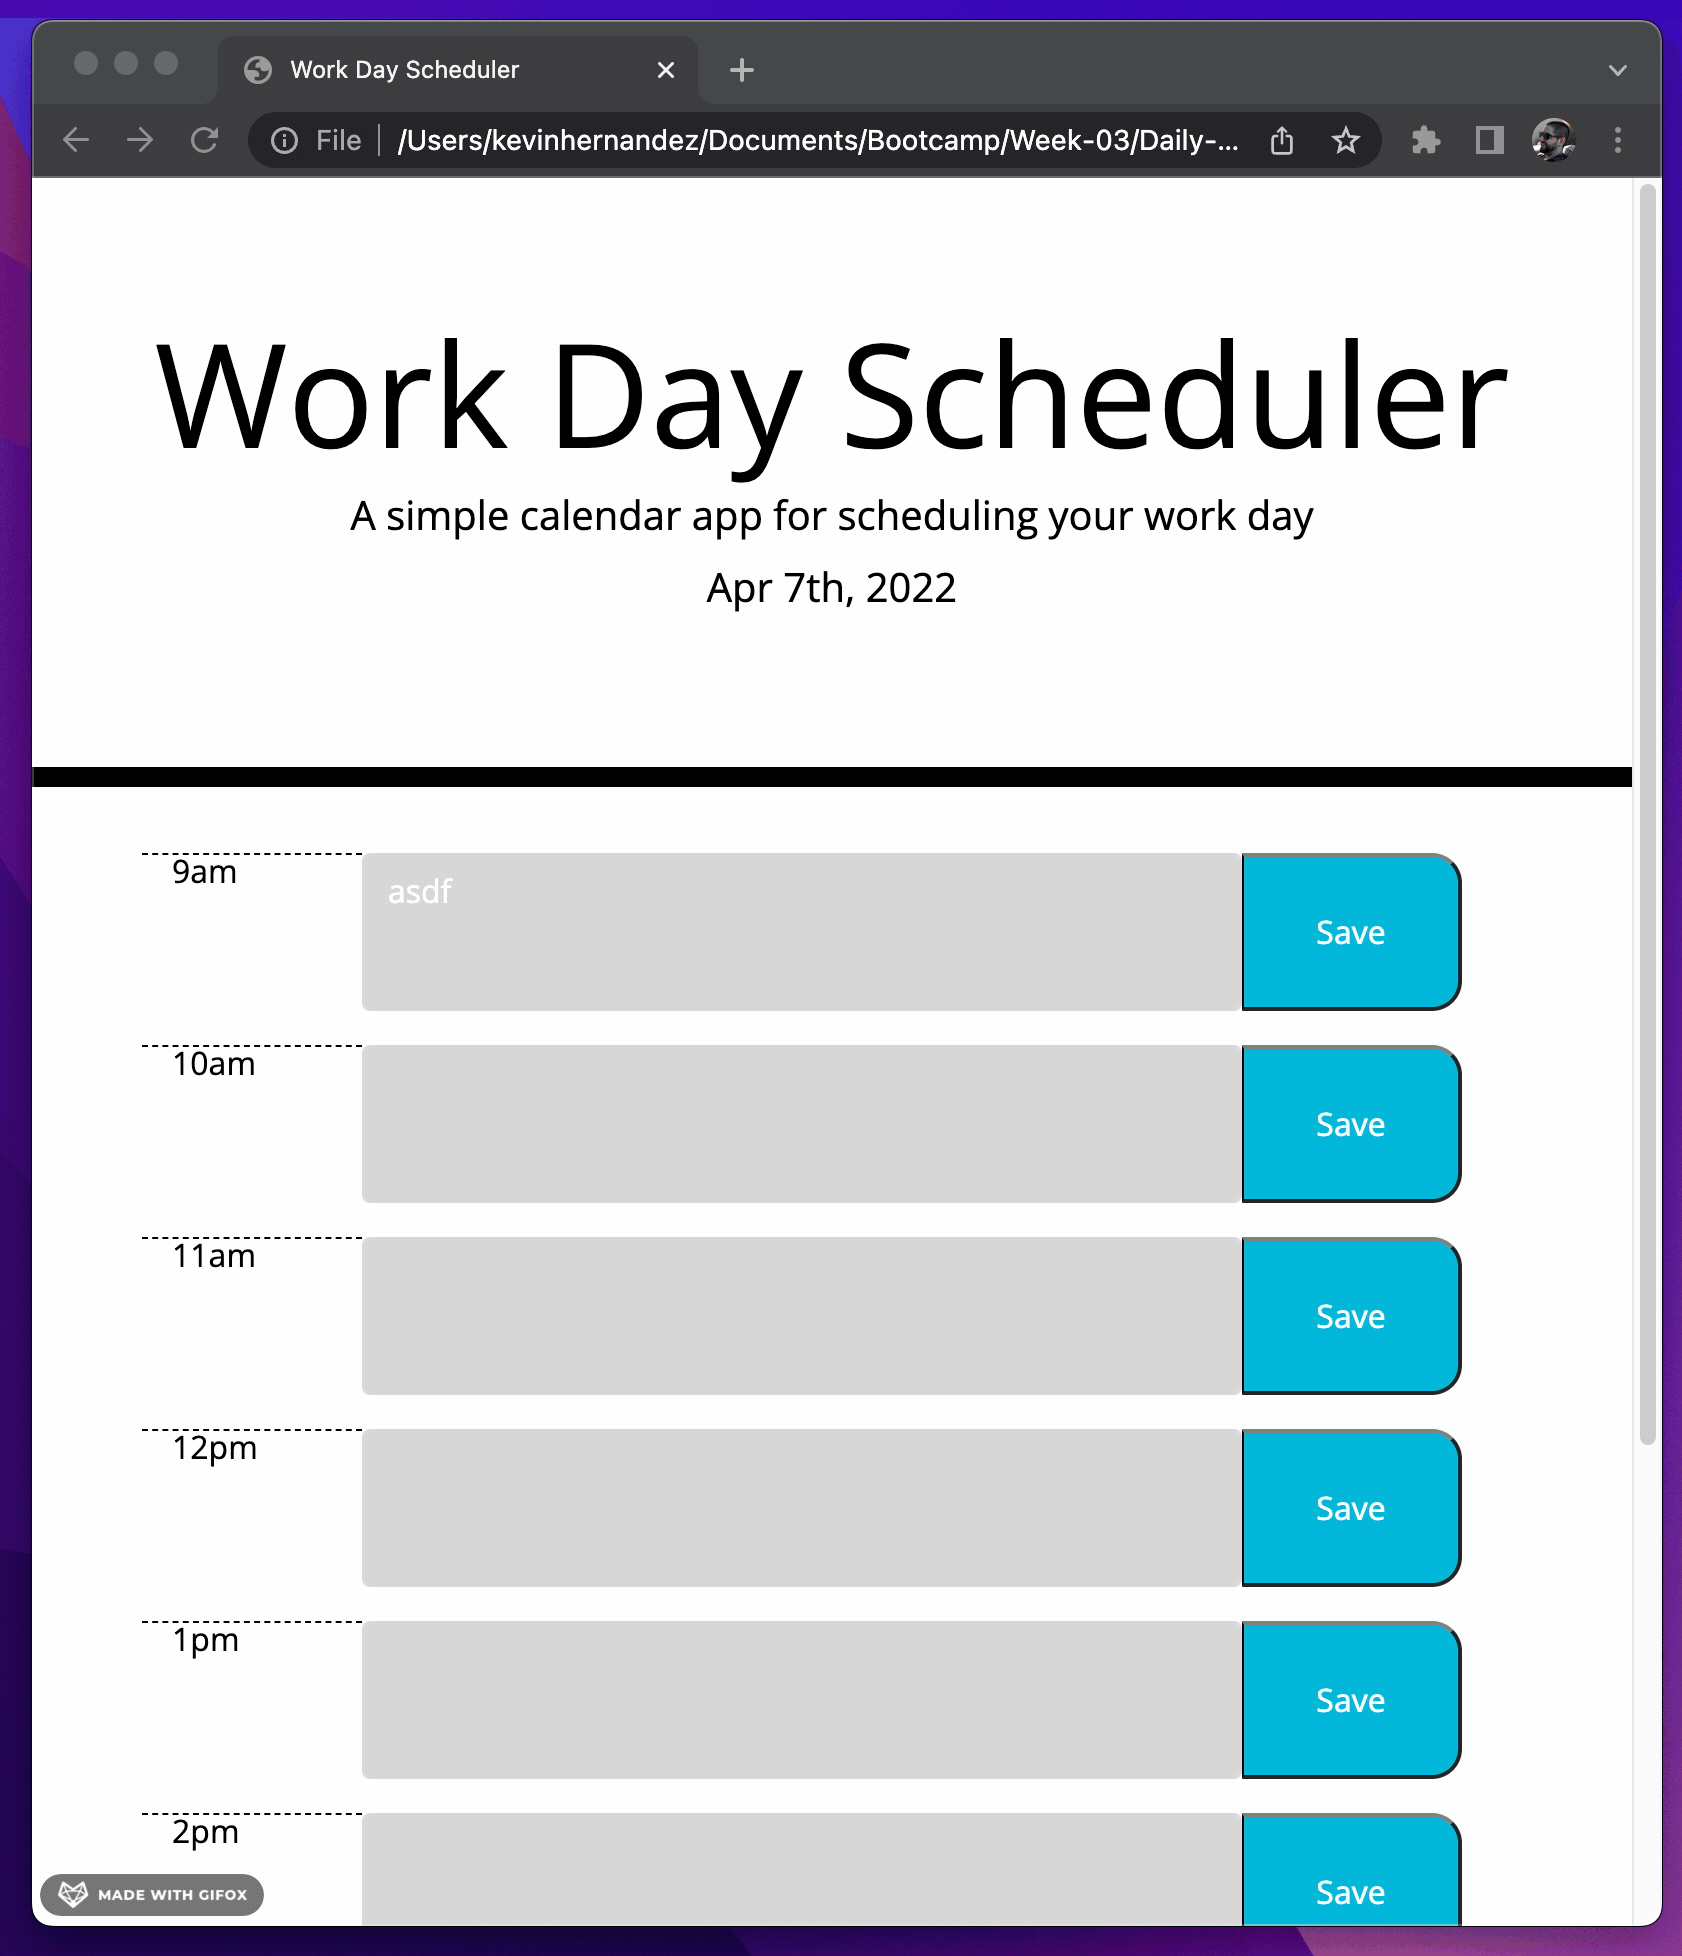 Work Day Scheduler
File /Users/kevinhernandez/Documents/Bootcamp/Week-03/Daily-...
Work Day Scheduler
A simple calendar app for scheduling your work day
Apr 7th, 2022
9am asdf Save
10am Save
11am Save
12pm Save
1pm Save
2pm Save
MADE WITH GIFOX